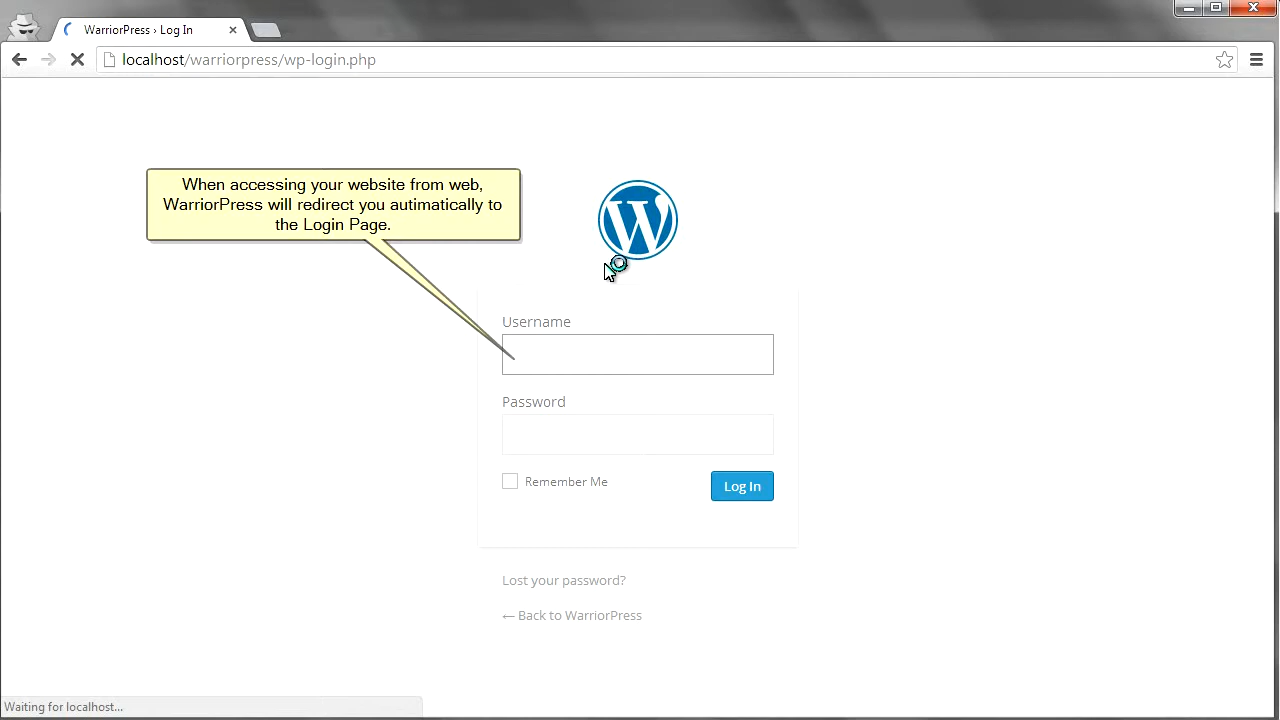 WarriorPress › Log In
localhost/warriorpress/wp-login.php
When accessing your website from web,
WarriorPress will redirect you autimatically to
the Login Page.
Username
Password
Remember Me
Log In
Lost your password?
← Back to WarriorPress
Waiting for localhost...